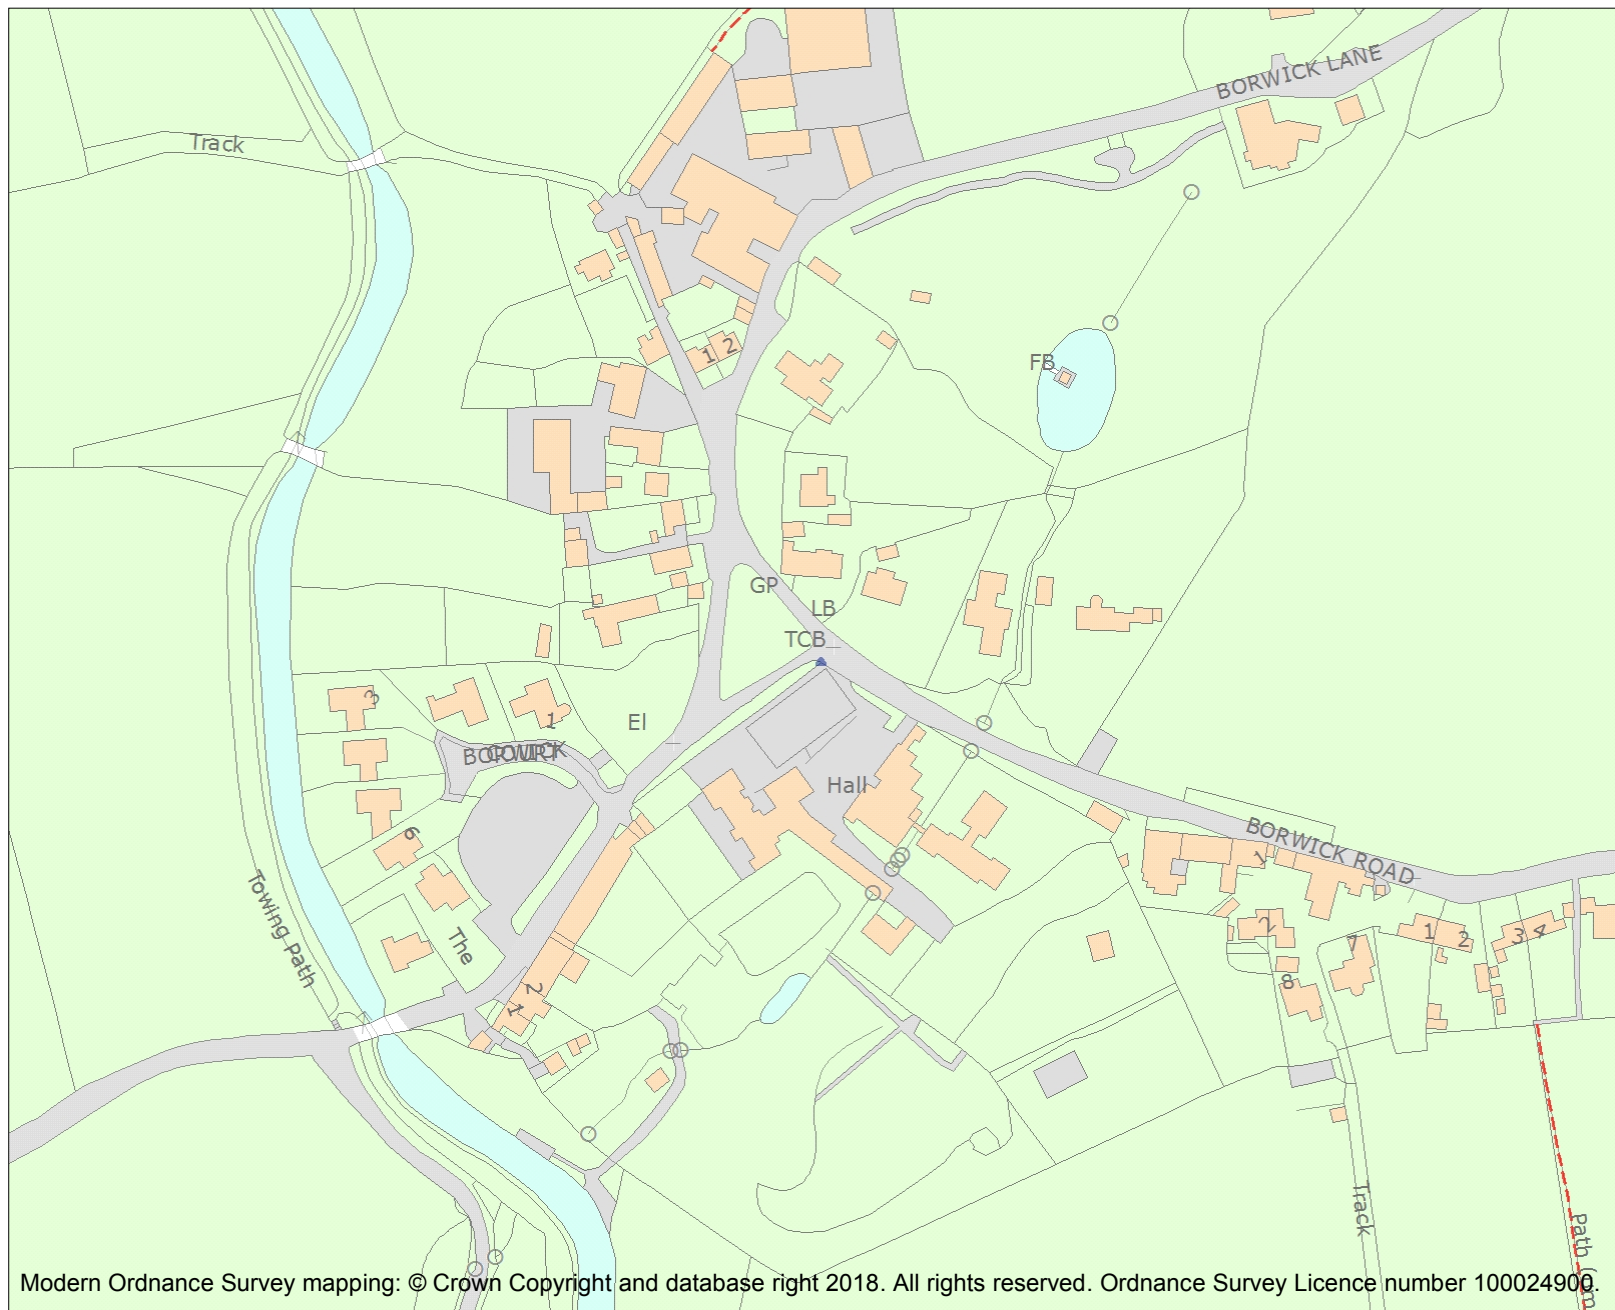 BORWICK LANE
Track
1 2
FB
GP
LB
TCB
3
1
El
BORWICK
COURT
Hall
6
BORWICK ROAD
1
Towing Path
The
2
7
1 2
3 4
8
2
1
Track
Path (um
Modern Ordnance Survey mapping: © Crown Copyright and database right 2018. All rights reserved. Ordnance Survey Licence number 100024900.